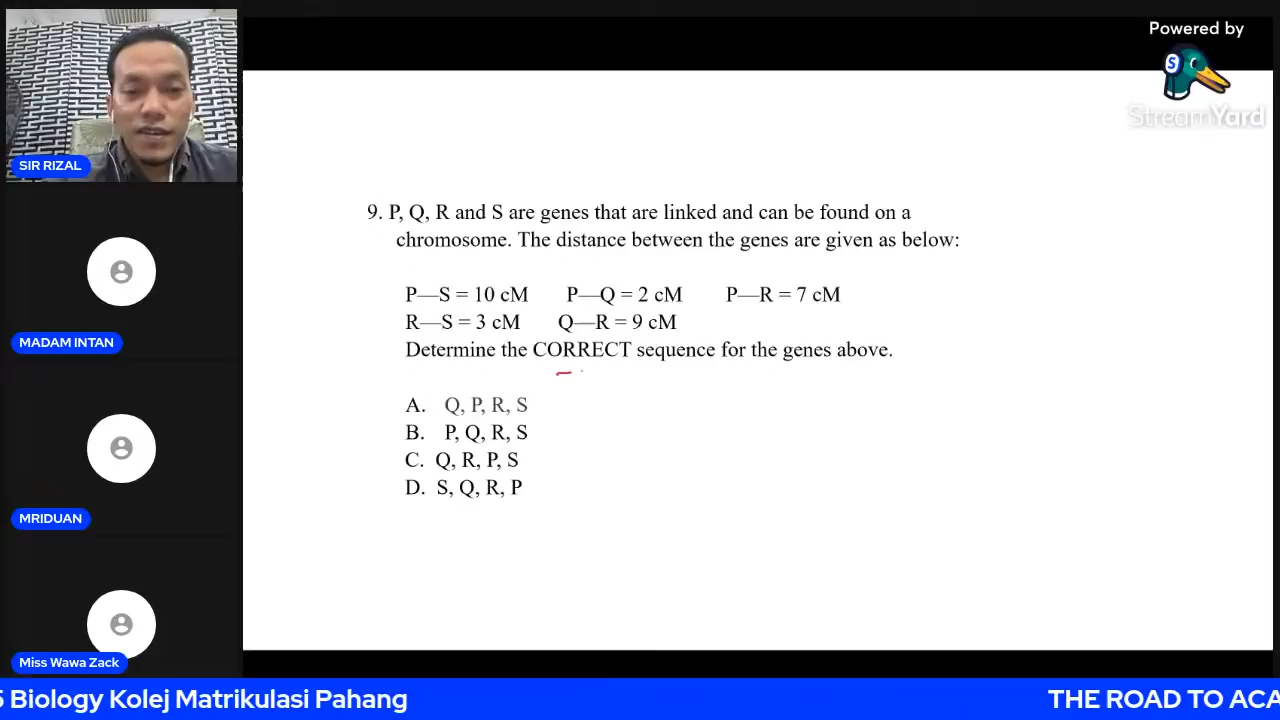 Powered by
S
StreamYard
SIR RIZAL
MADAM INTAN
MRIDUAN
Miss Wawa Zack
9. P, Q, R and S are genes that are linked and can be found on a
chromosome. The distance between the genes are given as below:
P—S = 10 cM P—Q = 2 cM P—R = 7 cM
R—S = 3 cM Q—R = 9 cM
Determine the CORRECT sequence for the genes above.
A. Q, P, R, S
B. P, Q, R, S
C. Q, R, P, S
D. S, Q, R, P
Biology Kolej Matrikulasi Pahang
THE ROAD TO ACA